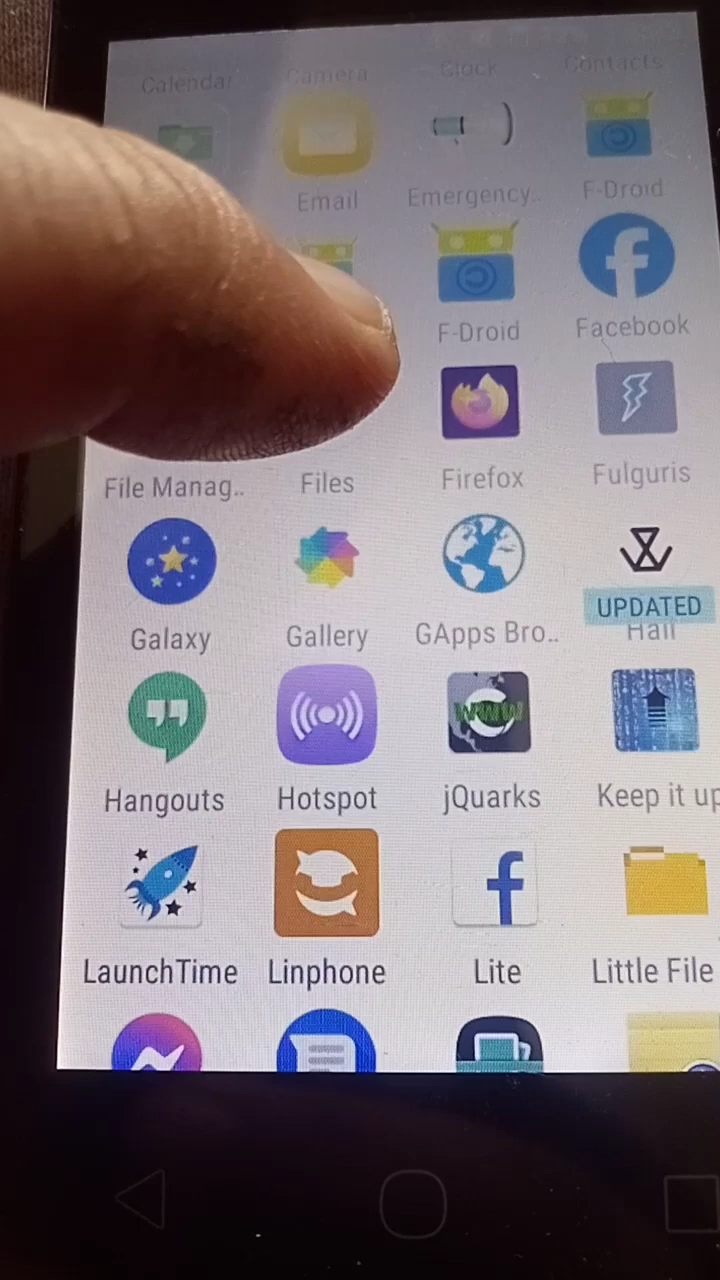 Calendar
Camera
Clock
Contacts
Email
Emergency..
F-Droid
F-Droid
Facebook
File Manag..
Files
Firefox
Fulguris
Galaxy
Gallery
GApps Bro..
UPDATED
Hail
Hangouts
Hotspot
www
jQuarks
Keep it up
LaunchTime
Linphone
Lite
Little File